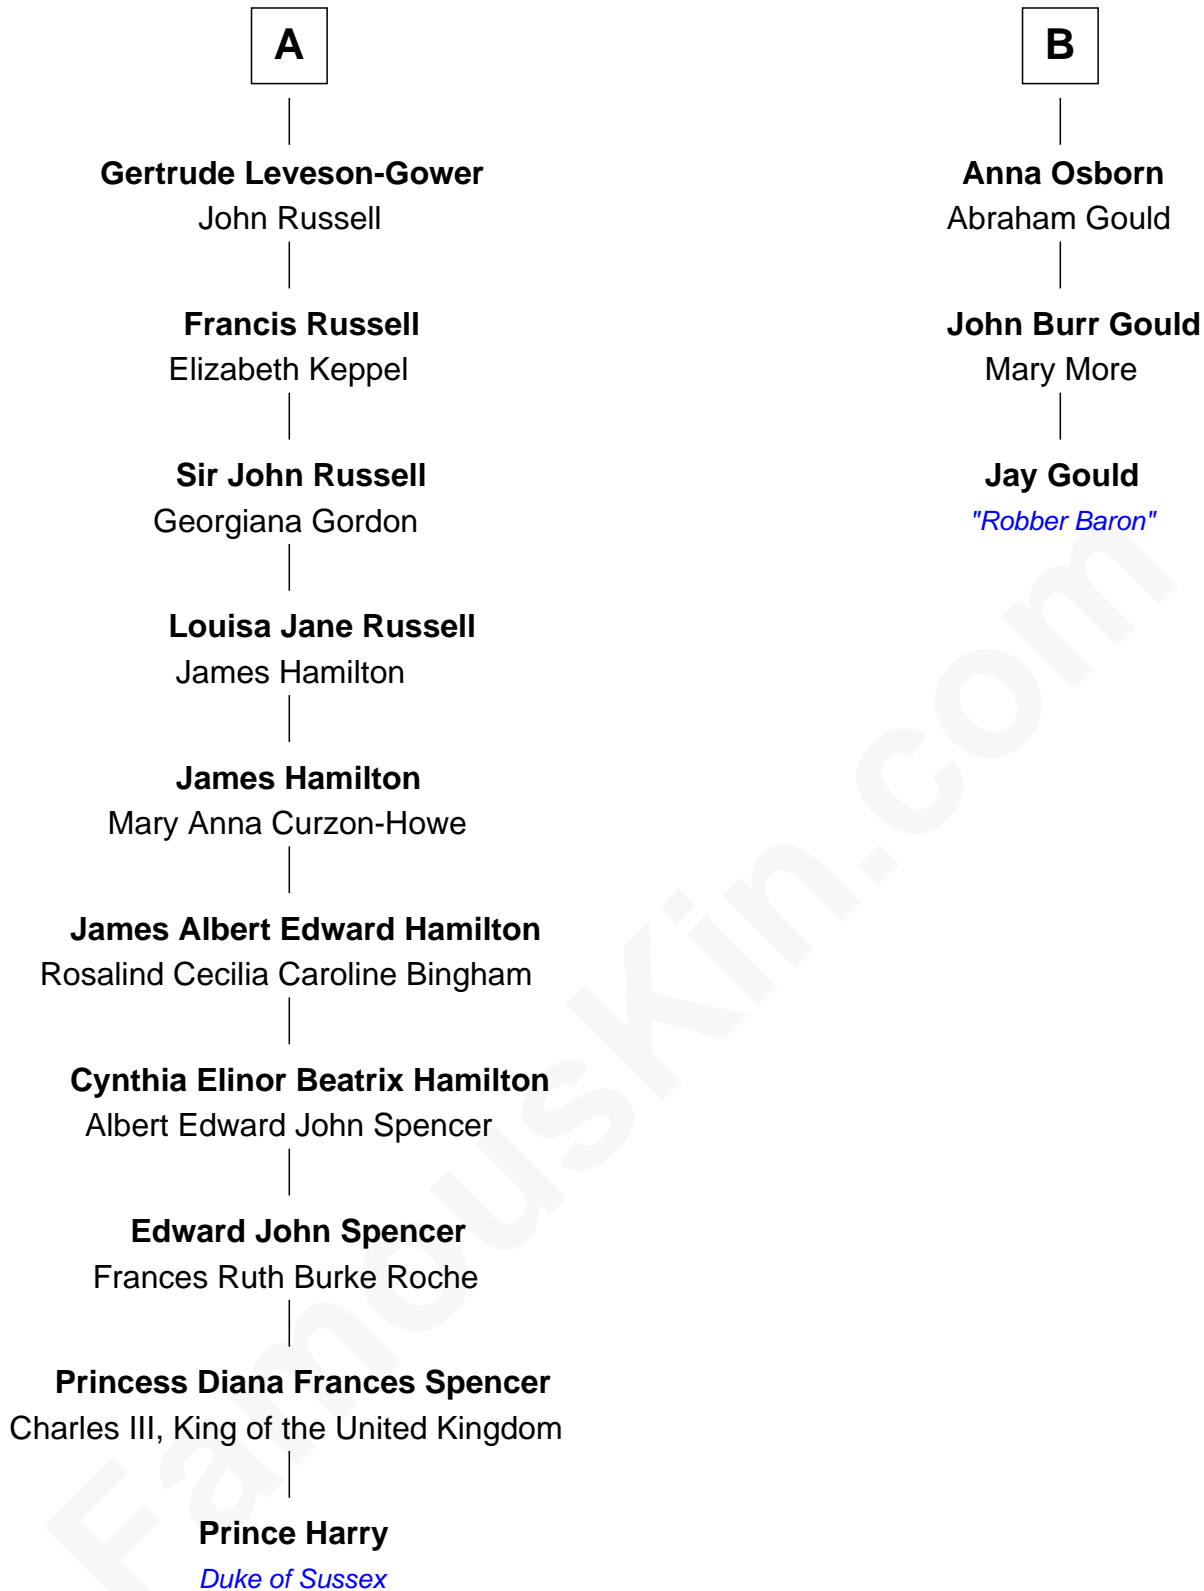 A
Gertrude Leveson-Gower
John Russell
Francis Russell
Elizabeth Keppel
Sir John Russell
Georgiana Gordon
Louisa Jane Russell
James Hamilton
James Hamilton
Mary Anna Curzon-Howe
James Albert Edward Hamilton
Rosalind Cecilia Caroline Bingham
Cynthia Elinor Beatrix Hamilton
Albert Edward John Spencer
Edward John Spencer
Frances Ruth Burke Roche
Princess Diana Frances Spencer
Charles III, King of the United Kingdom
Prince Harry
Duke of Sussex
B
Anna Osborn
Abraham Gould
John Burr Gould
Mary More
Jay Gould
"Robber Baron"
FamousKin.com